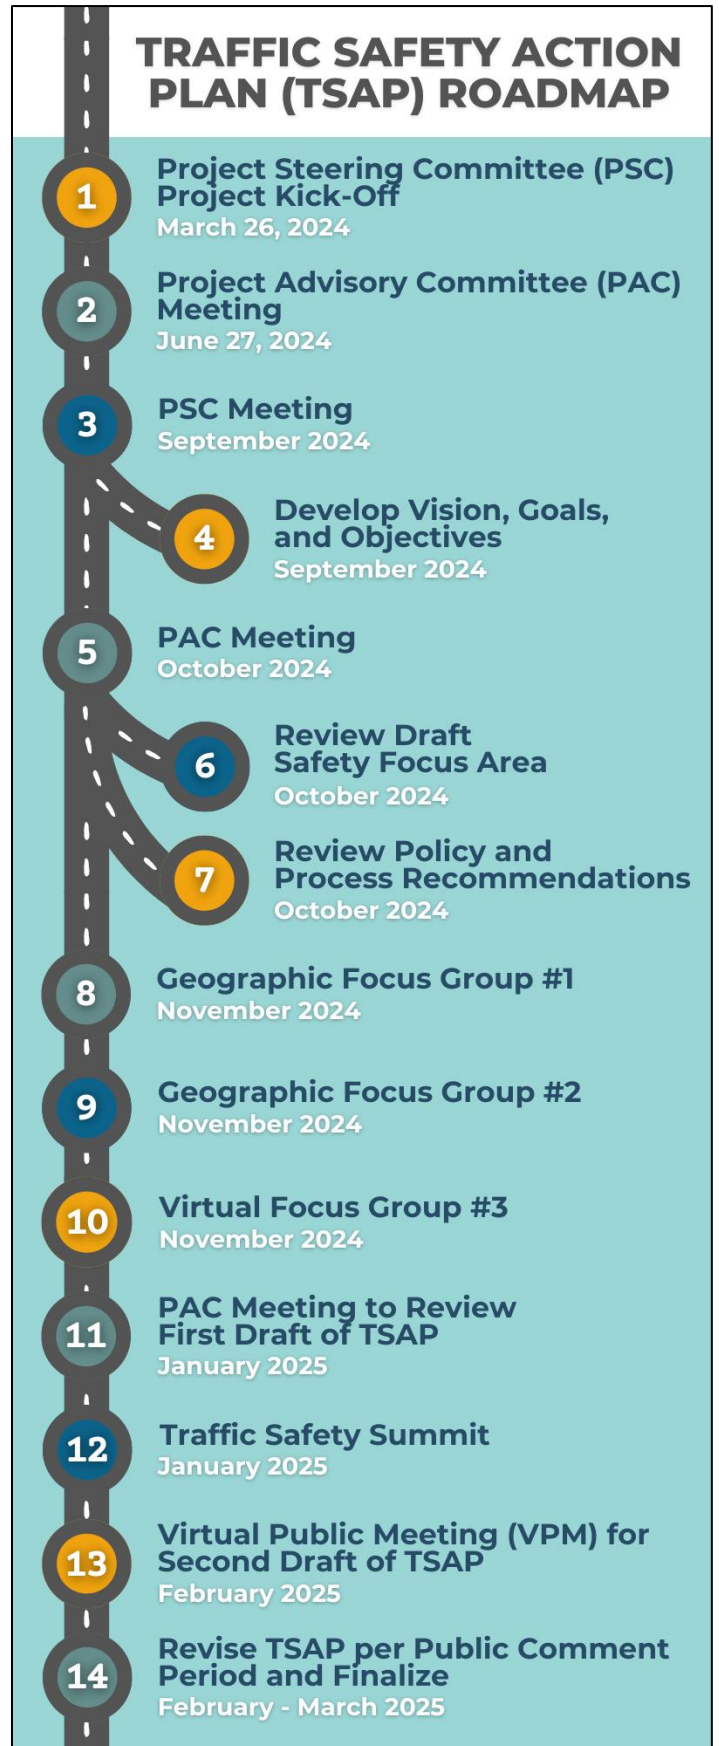 TRAFFIC SAFETY ACTION
PLAN (TSAP) ROADMAP
1
Project Steering Committee (PSC)
Project Kick-Off
March 26, 2024
2
Project Advisory Committee (PAC)
Meeting
June 27, 2024
3
PSC Meeting
September 2024
4
Develop Vision, Goals,
and Objectives
September 2024
5
PAC Meeting
October 2024
6
Review Draft
Safety Focus Area
October 2024
7
Review Policy and
Process Recommendations
October 2024
8
Geographic Focus Group #1
November 2024
9
Geographic Focus Group #2
November 2024
10
Virtual Focus Group #3
November 2024
11
PAC Meeting to Review
First Draft of TSAP
January 2025
12
Traffic Safety Summit
January 2025
13
Virtual Public Meeting (VPM) for
Second Draft of TSAP
February 2025
14
Revise TSAP per Public Comment
Period and Finalize
February - March 2025